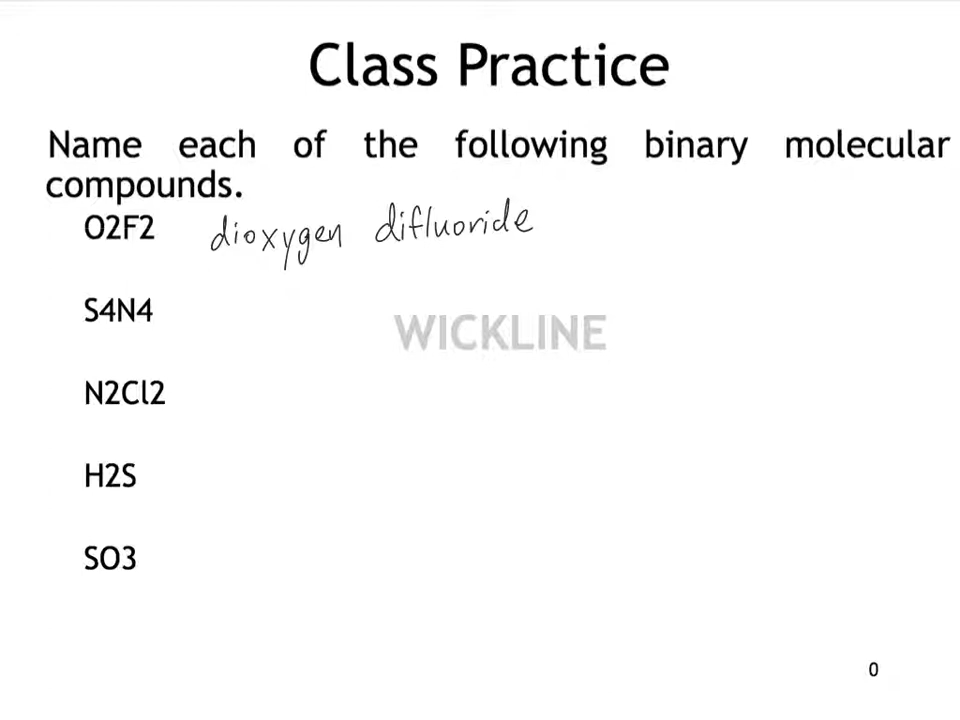 Class Practice
Name each of the following binary molecular
compounds.
O2F2 dioxygen difluoride
S4N4
WICKLINE
N2Cl2
H2S
SO3
0